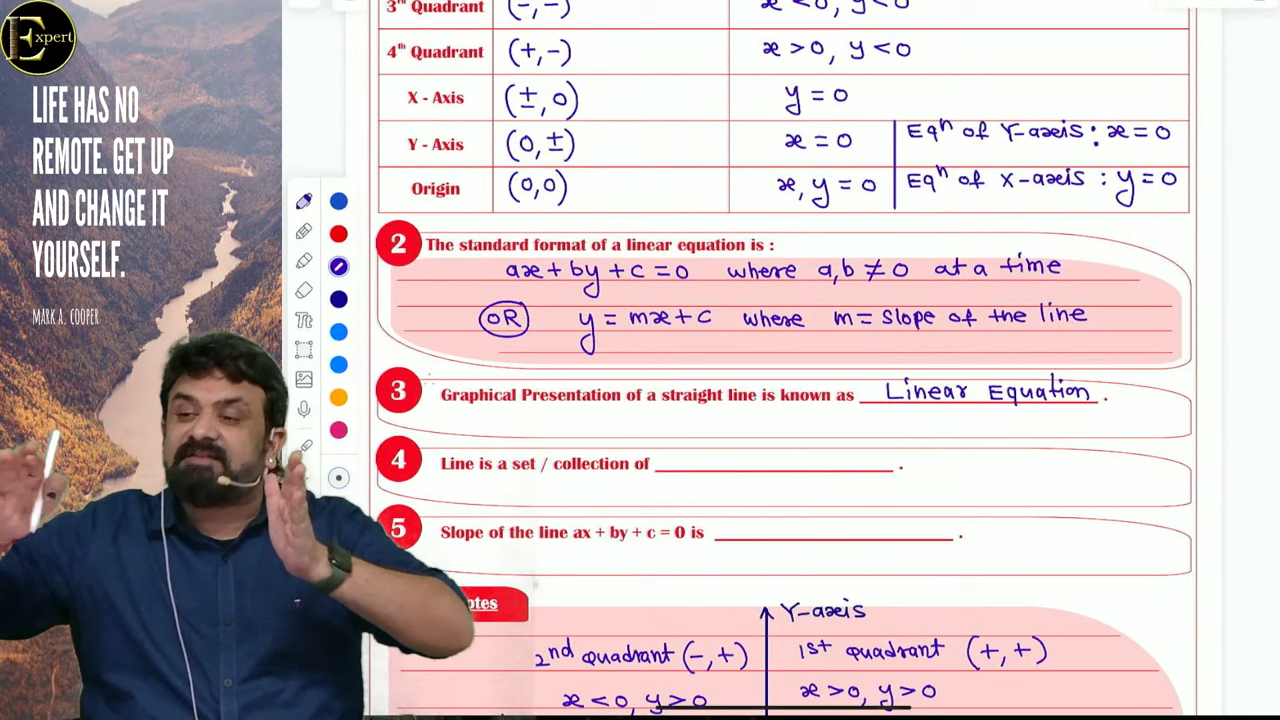 Expert
LIFE HAS NO
REMOTE. GET UP
AND CHANGE IT
YOURSELF.
MARK A. COOPER
3rd Quadrant (-,-) x<0, y<0
4th Quadrant (+,-) x>0, y<0
X - Axis (±,0) y=0
Y - Axis (0,±) x=0 Eqn of Y-axis : x=0
Origin (0,0) x,y=0 Eqn of X-axis : y=0
2 The standard format of a linear equation is :
ax+by+c=0 where a,b≠0 at a time
OR y=mx+c where m=slope of the line
3 Graphical Presentation of a straight line is known as Linear Equation .
4 Line is a set / collection of ____________ .
5 Slope of the line ax + by + c = 0 is ____________ .
otes
Y-axis
2nd quadrant (-,+) 1st quadrant (+,+)
x<0, y>0 x>0, y>0
Tt